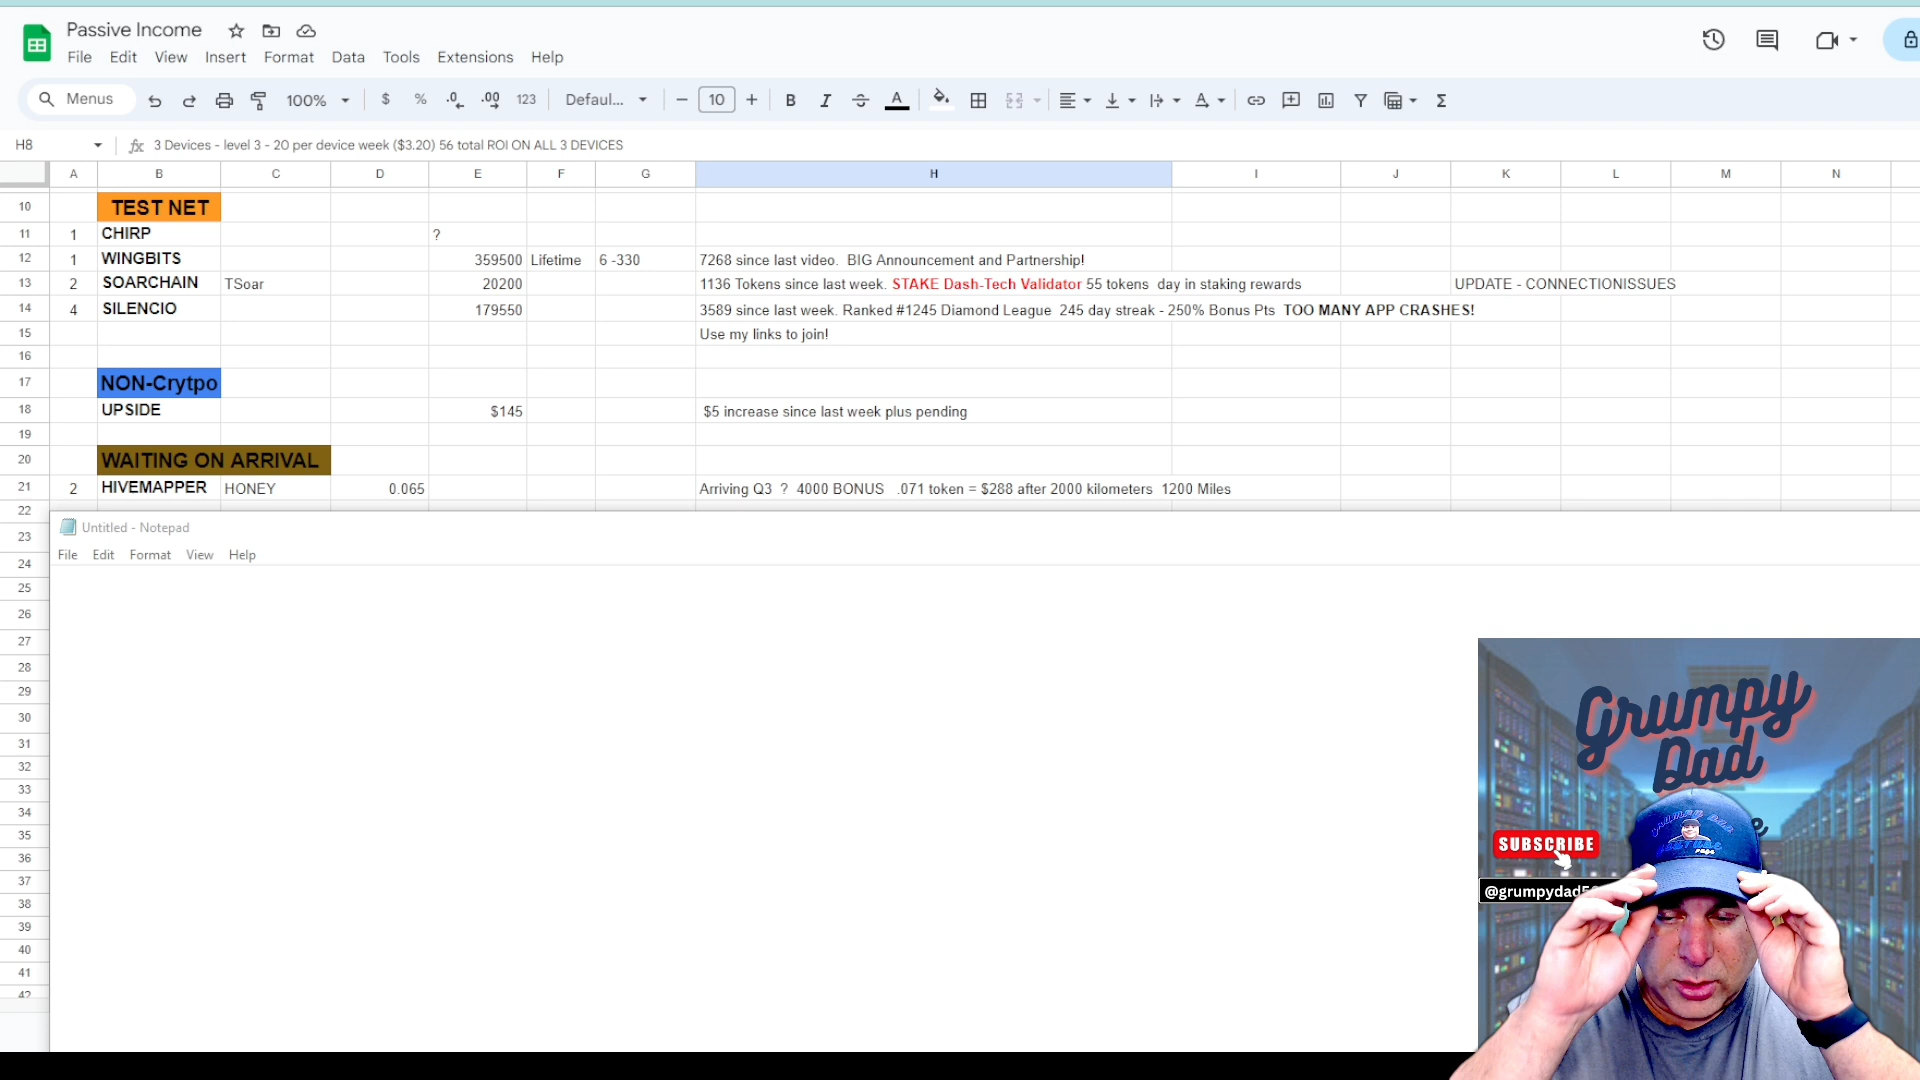 Passive Income
File Edit View Insert Format Data Tools Extensions Help
Menus 100% $ % .0 .00 123 Defaul... 10 B I A Σ
H8 fx 3 Devices - level 3 - 20 per device week ($3.20) 56 total ROI ON ALL 3 DEVICES
A B C D E F G H I J K L M N
10 TEST NET
11 1 CHIRP ?
12 1 WINGBITS 359500 Lifetime 6 -330 7268 since last video. BIG Announcement and Partnership!
13 2 SOARCHAIN TSoar 20200 1136 Tokens since last week. STAKE Dash-Tech Validator 55 tokens day in staking rewards UPDATE - CONNECTIONISSUES
14 4 SILENCIO 179550 3589 since last week. Ranked #1245 Diamond League 245 day streak - 250% Bonus Pts TOO MANY APP CRASHES!
15 Use my links to join!
16
17 NON-Crytpo
18 UPSIDE $145 $5 increase since last week plus pending
19
20 WAITING ON ARRIVAL
21 2 HIVEMAPPER HONEY 0.065 Arriving Q3 ? 4000 BONUS .071 token = $288 after 2000 kilometers 1200 Miles
22
Untitled - Notepad
23
File Edit Format View Help
24
25
26
27
28
29
30
31
32
33
34
35
36
37
38
39
40
41
42
Grumpy
Dad
SUBSCRIBE
@grumpydad5